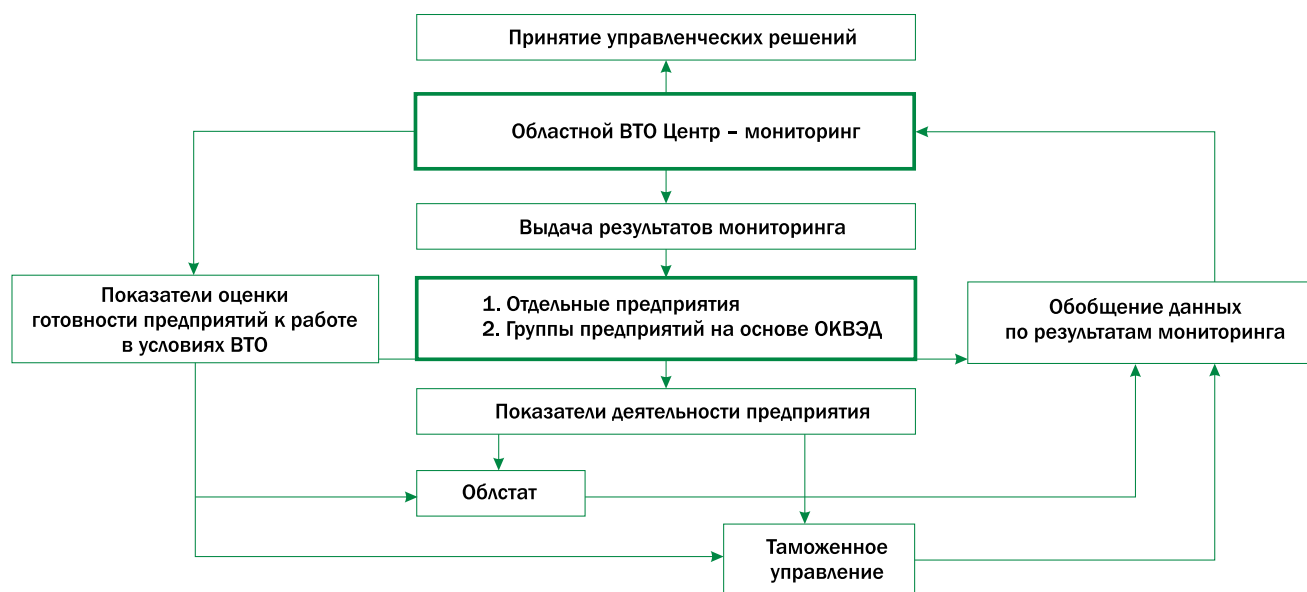 Принятие управленческих решений
Областной ВТО Центр – мониторинг
Выдача результатов мониторинга
Показатели оценки
готовности предприятий к работе
в условиях ВТО
1. Отдельные предприятия
2. Группы предприятий на основе ОКВЭД
Обобщение данных
по результатам мониторинга
Показатели деятельности предприятия
Облстат
Таможенное
управление